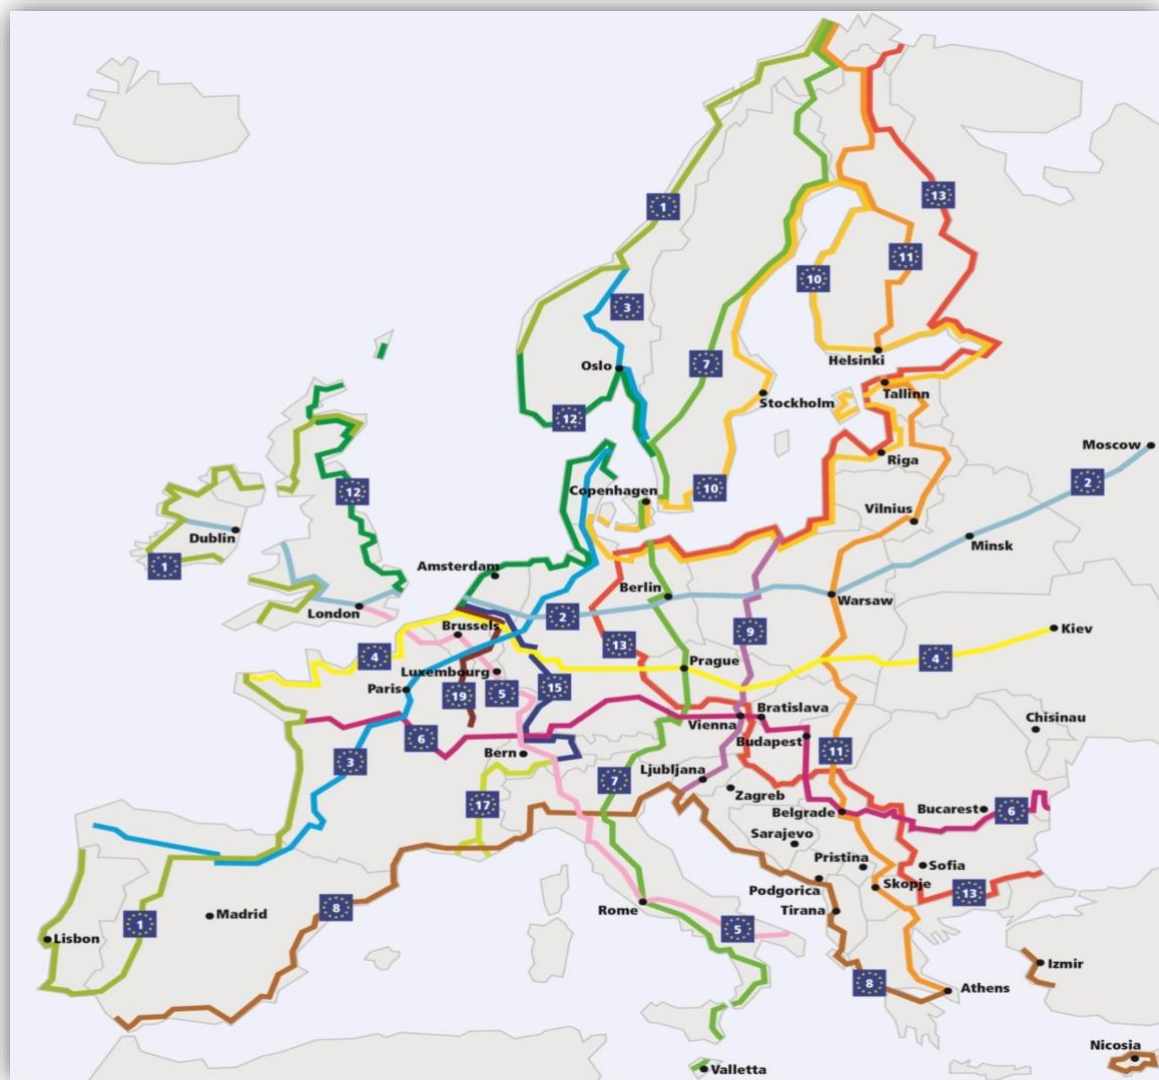 1
13
11
10
3
Oslo
Helsinki
7
Tallinn
Stockholm
12
Moscow
Riga
2
10
12
Copenhagen
Vilnius
Dublin
Minsk
1
Amsterdam
Berlin
Warsaw
London
2
Brussels
9
Kiev
13
4
4
Prague
Luxembourg
15
Paris
19
5
Bratislava
Vienna
Chisinau
6
Budapest
11
Bern
3
Ljubljana
7
Zagreb
17
Belgrade
Bucarest
6
Sarajevo
Pristina
Sofia
Skopje
Podgorica
13
8
Rome
Tirana
Madrid
1
5
Lisbon
Izmir
8
Athens
Nicosia
Valletta